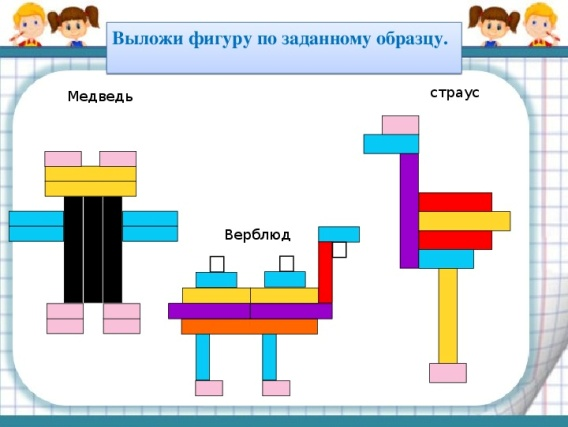 Выложи фигуру по заданному образцу.
Медведь
страус
Верблюд